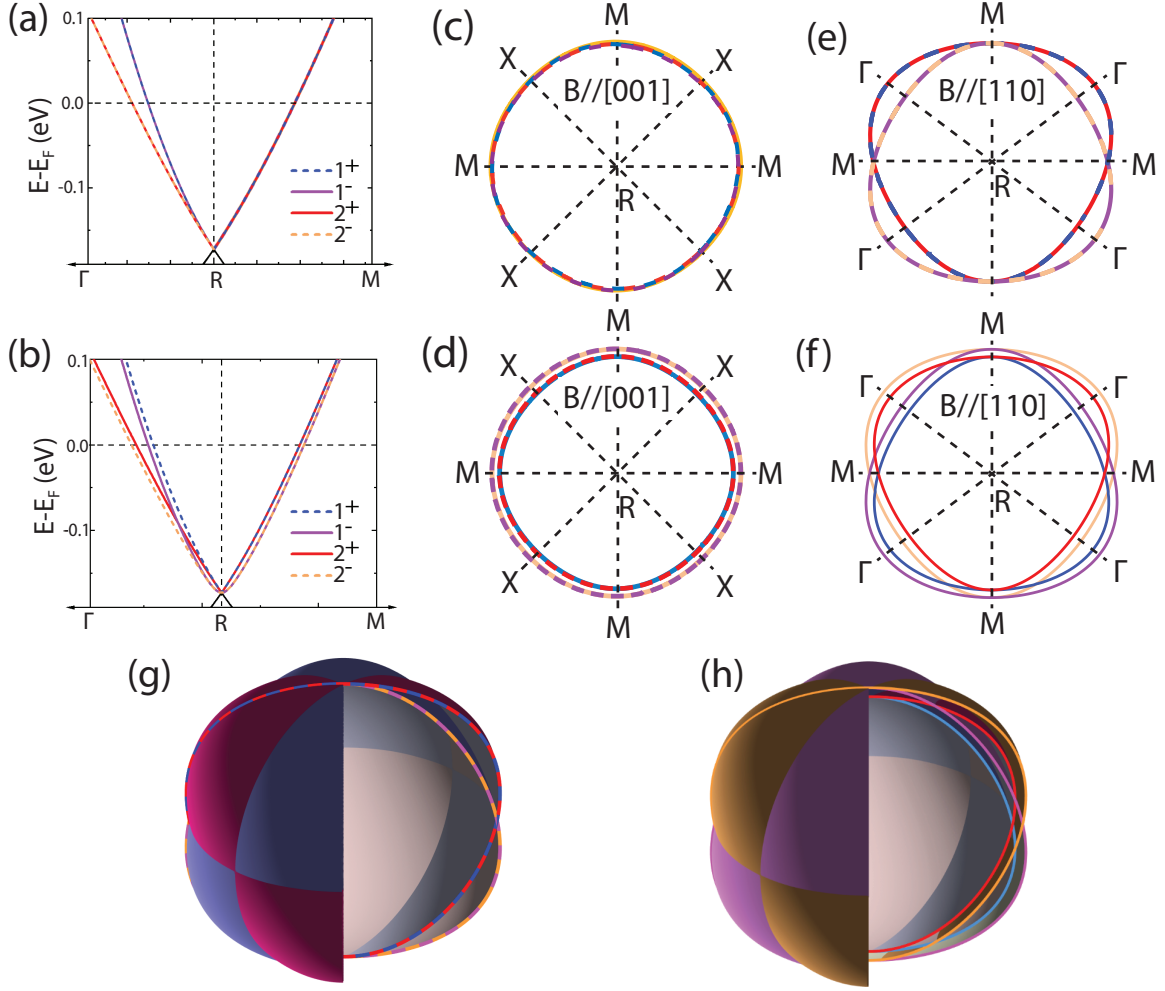 (a)
0.1
0.0
-0.1
E-E_F (eV)
1⁺
1⁻
2⁺
2⁻
Γ
R
M
(b)
0.1
0.0
-0.1
E-E_F (eV)
1⁺
1⁻
2⁺
2⁻
Γ
R
M
(c)
M
X
X
B//[001]
M
M
R
X
X
M
(d)
X
X
B//[001]
M
M
R
X
X
M
(e)
M
Γ
Γ
B//[110]
M
M
R
Γ
Γ
M
(f)
Γ
Γ
B//[110]
M
M
R
Γ
Γ
M
(g)
(h)